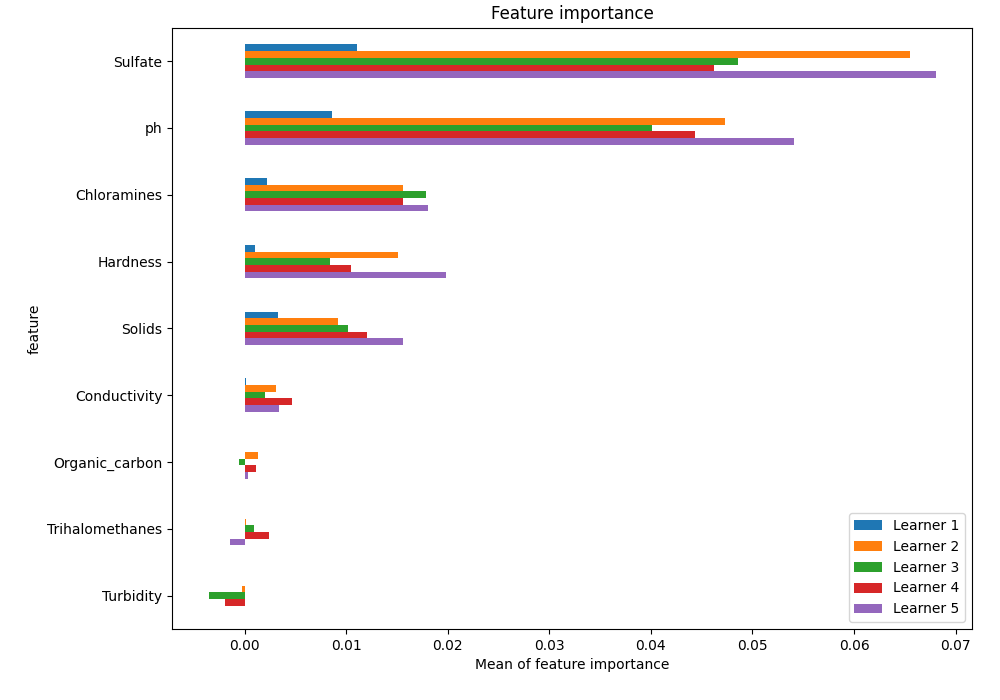 Feature importance
feature
Sulfate
ph
Chloramines
Hardness
Solids
Conductivity
Organic_carbon
Trihalomethanes
Turbidity
Learner 1
Learner 2
Learner 3
Learner 4
Learner 5
0.00 0.01 0.02 0.03 0.04 0.05 0.06 0.07
Mean of feature importance